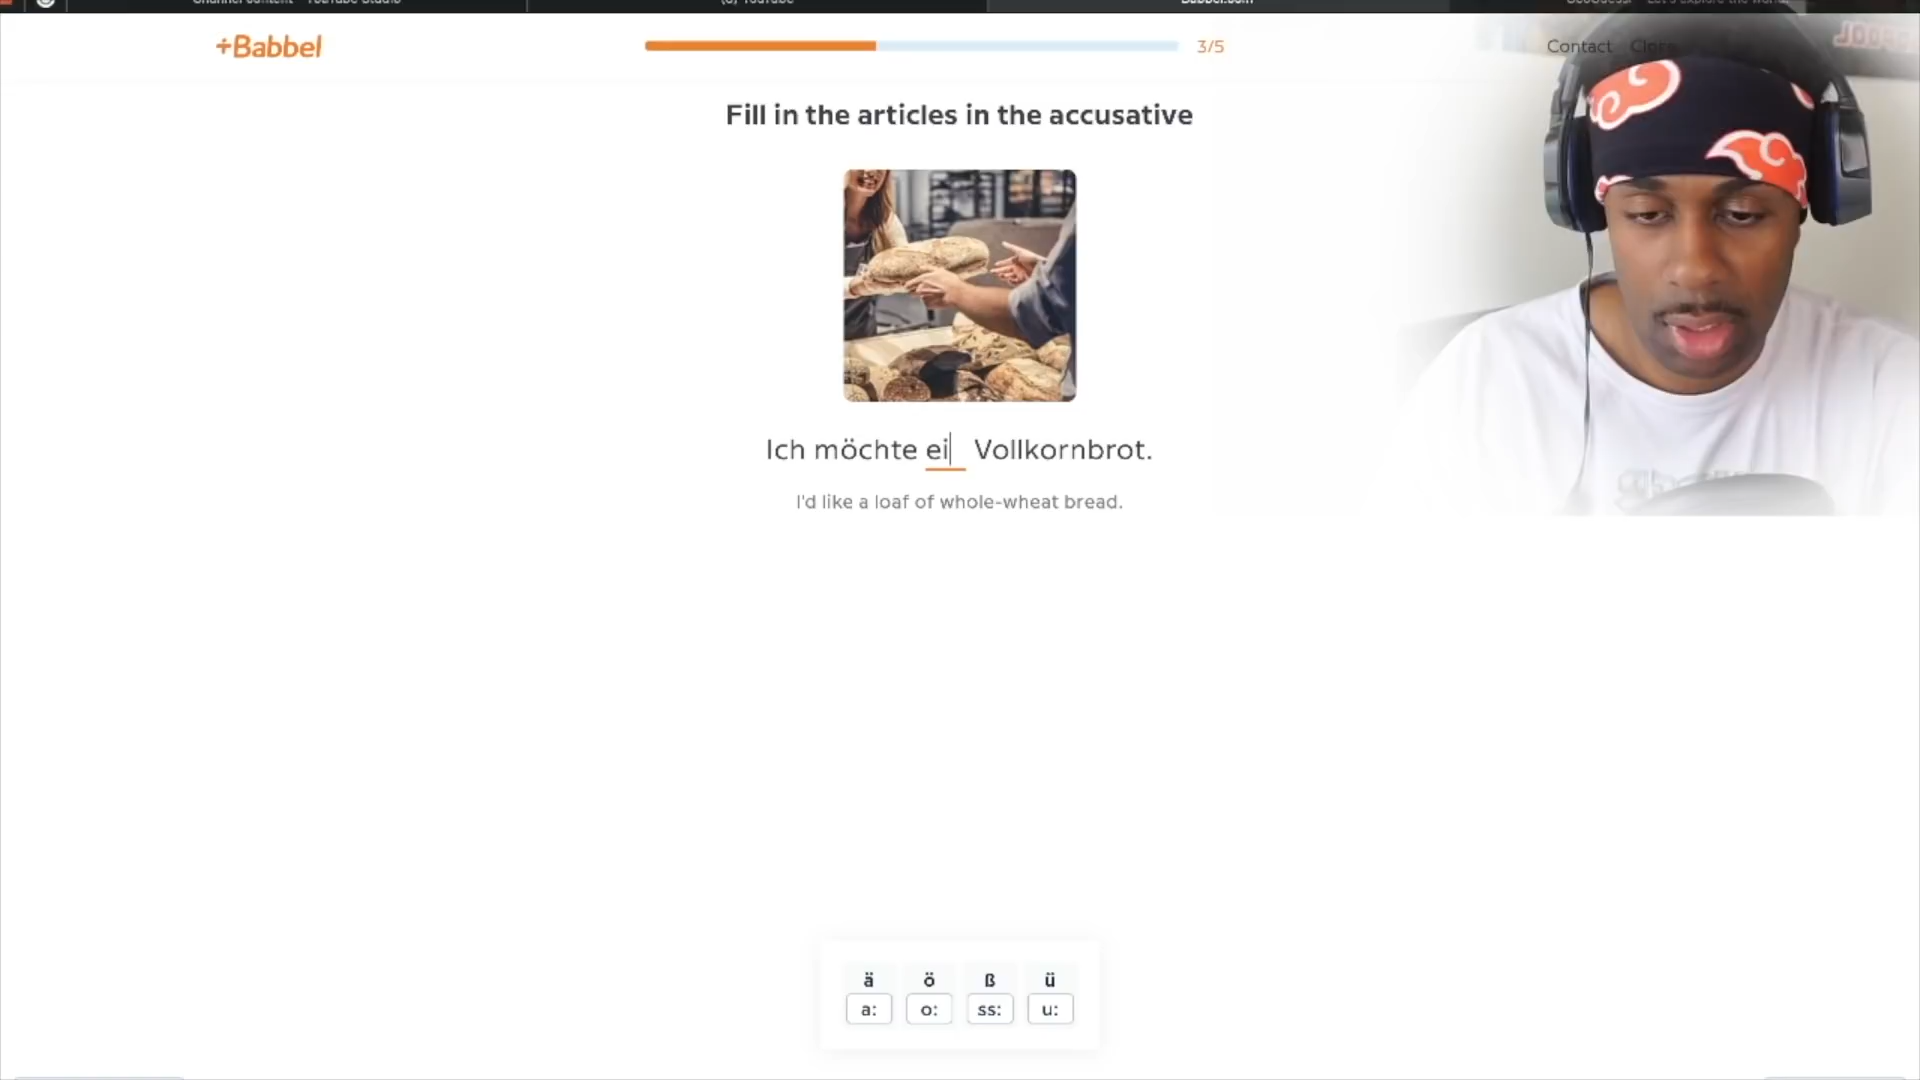 +Babbel
3/5
Contact
Fill in the articles in the accusative
Ich möchte ei Vollkornbrot.
I'd like a loaf of whole-wheat bread.
ä ö ß ü
a: o: ss: u: